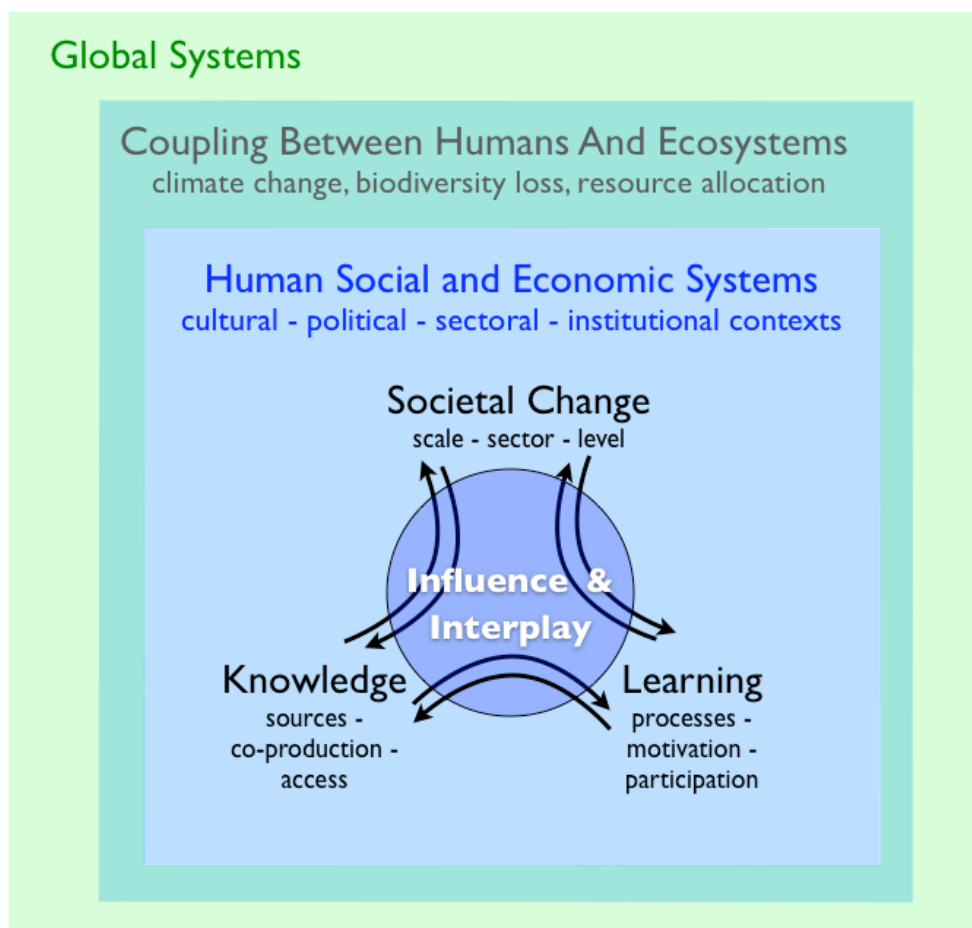 Global Systems
Coupling Between Humans And Ecosystems
climate change, biodiversity loss, resource allocation
Human Social and Economic Systems
cultural - political - sectoral - institutional contexts
Societal Change
scale - sector - level
Influence &
Interplay
Knowledge
sources -
co-production -
access
Learning
processes -
motivation -
participation